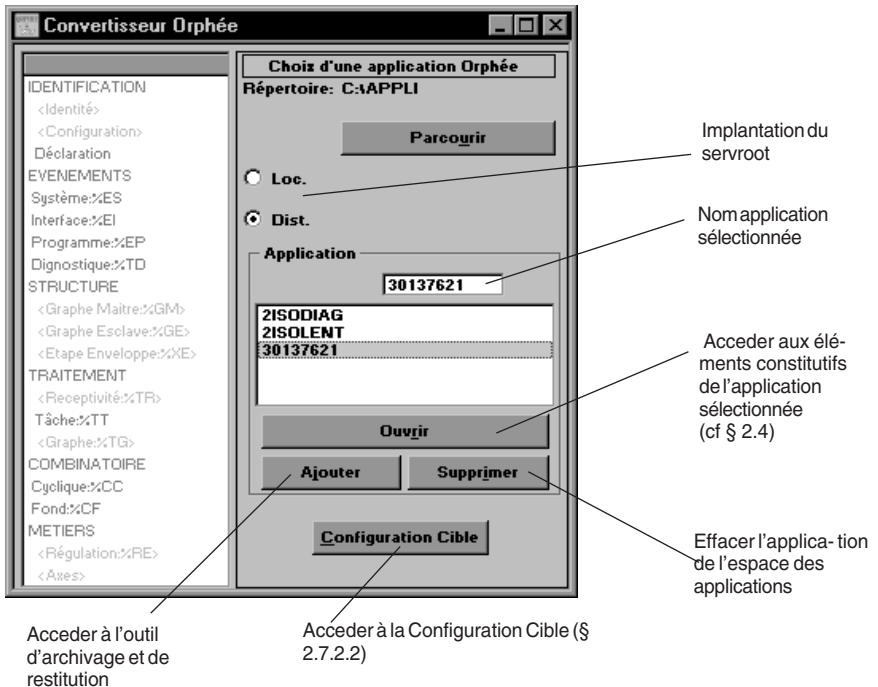 Convertisseur Orphée
IDENTIFICATION
<Identité>
<Configuration>
Déclaration
EVENEMENTS
Système:%ES
Interface:%EI
Programme:%EP
Dignostique:%TD
STRUCTURE
<Graphe Maitre:%GM>
<Graphe Esclave:%GE>
<Etape Enveloppe:%XE>
TRAITEMENT
<Receptivité:%TR>
Tâche:%TT
<Graphe:%TG>
COMBINATOIRE
Cyclique:%CC
Fond:%CF
METIERS
<Régulation:%RE>
<Axes>
Choix d'une application Orphée
Répertoire: C:\APPLI
Parcourir
Loc.
Dist.
Application
30137621
2ISODIAG
2ISOLENT
30137621
Ouvrir
Ajouter
Supprimer
Configuration Cible
Implantation du
servroot
Nom application
sélectionnée
Acceder aux élé-
ments constitutifs
de l'application
sélectionnée
(cf § 2.4)
Effacer l'applica- tion
de l'espace des
applications
Acceder à l'outil
d'archivage et de
restitution
Acceder à la Configuration Cible (§
2.7.2.2)